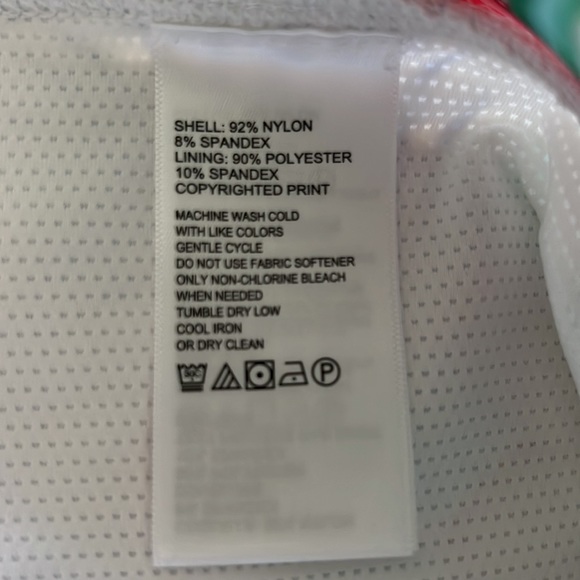 SHELL: 92% NYLON
8% SPANDEX
LINING: 90% POLYESTER
10% SPANDEX
COPYRIGHTED PRINT
MACHINE WASH COLD
WITH LIKE COLORS
GENTLE CYCLE
DO NOT USE FABRIC SOFTENER
ONLY NON-CHLORINE BLEACH
WHEN NEEDED
TUMBLE DRY LOW
COOL IRON
OR DRY CLEAN
30C P